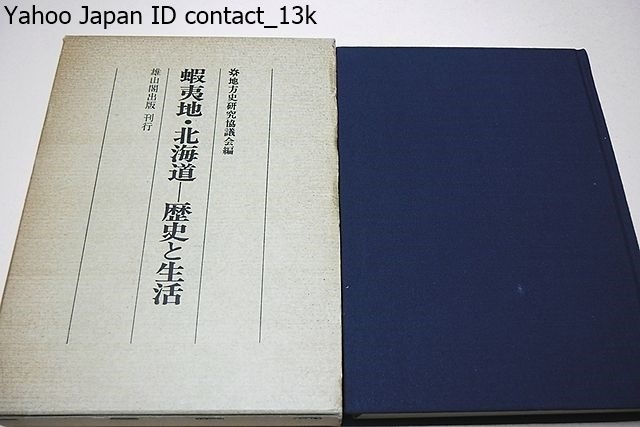 Yahoo Japan ID contact_13k
地方史研究協議会編
蝦夷地・北海道―歴史と生活
雄山閣出版 刊行